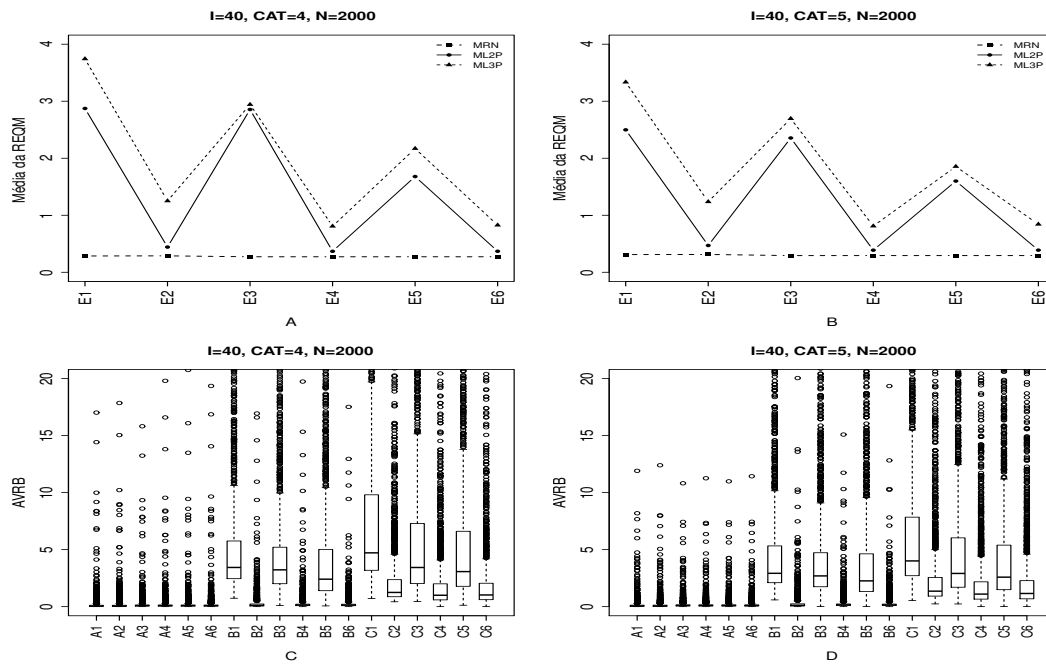 I=40, CAT=4, N=2000
Média da REQM
0
1
2
3
4
MRN
ML2P
ML3P
E1
E2
E3
E4
E5
E6
A
I=40, CAT=5, N=2000
Média da REQM
0
1
2
3
4
MRN
ML2P
ML3P
E1
E2
E3
E4
E5
E6
B
I=40, CAT=4, N=2000
AVRB
0
5
10
15
20
A1
A2
A3
A4
A5
A6
B1
B2
B3
B4
B5
B6
C1
C2
C3
C4
C5
C6
C
I=40, CAT=5, N=2000
AVRB
0
5
10
15
20
A1
A2
A3
A4
A5
A6
B1
B2
B3
B4
B5
B6
C1
C2
C3
C4
C5
C6
D